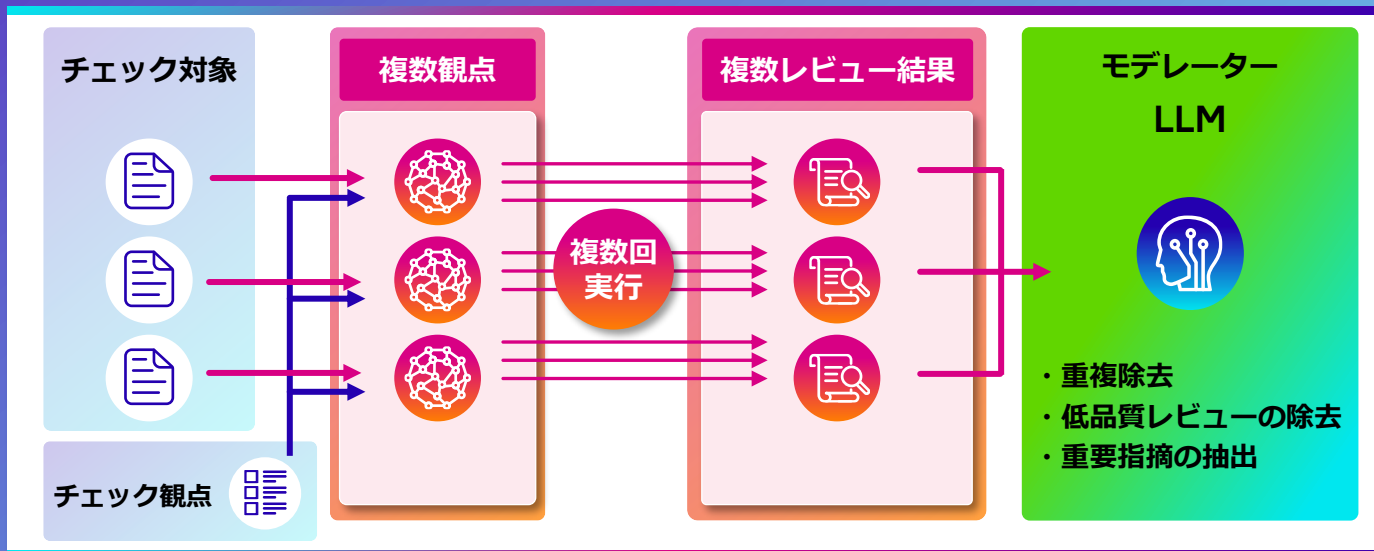 チェック対象
複数観点
複数レビュー結果
モデレーター
LLM
複数回
実行
・重複除去
・低品質レビューの除去
・重要指摘の抽出
チェック観点